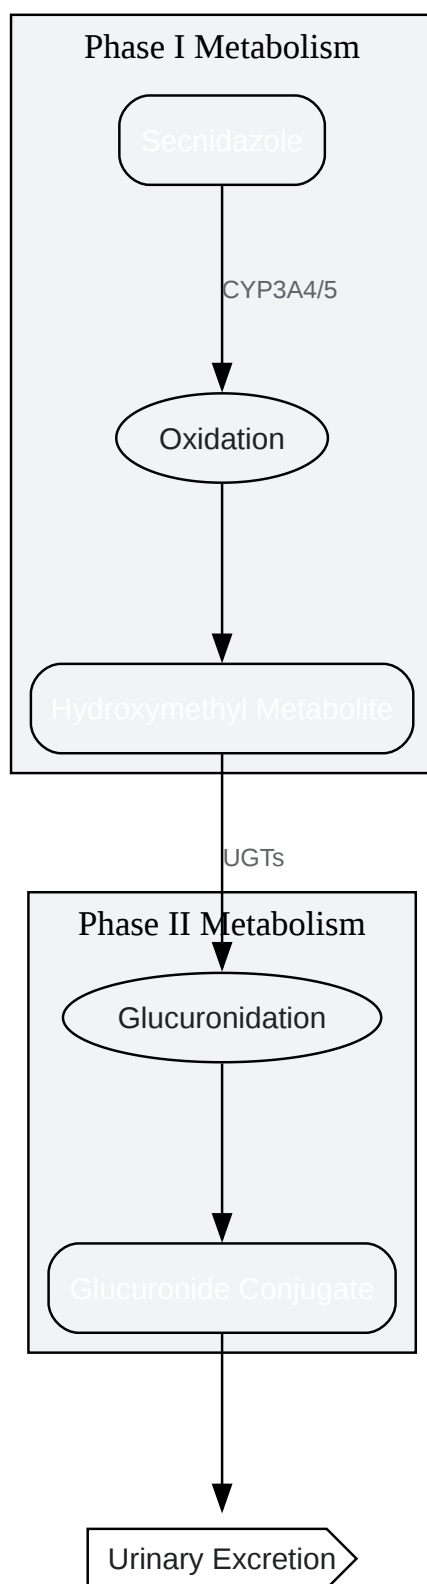 Phase I Metabolism
Secnidazole
CYP3A4/5
Oxidation
Hydroxymethyl Metabolite
UGTs
Phase II Metabolism
Glucuronidation
Glucuronide Conjugate
Urinary Excretion